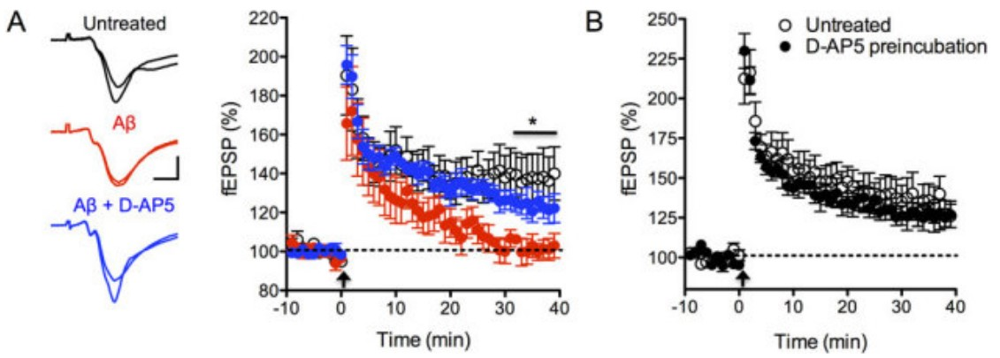 A
Untreated
Aβ
Aβ + D-AP5
fEPSP (%)
220
200
180
160
140
120
100
80
*
-10 0 10 20 30 40
Time (min)
B
Untreated
D-AP5 preincubation
fEPSP (%)
250
225
200
175
150
125
100
-10 0 10 20 30 40
Time (min)